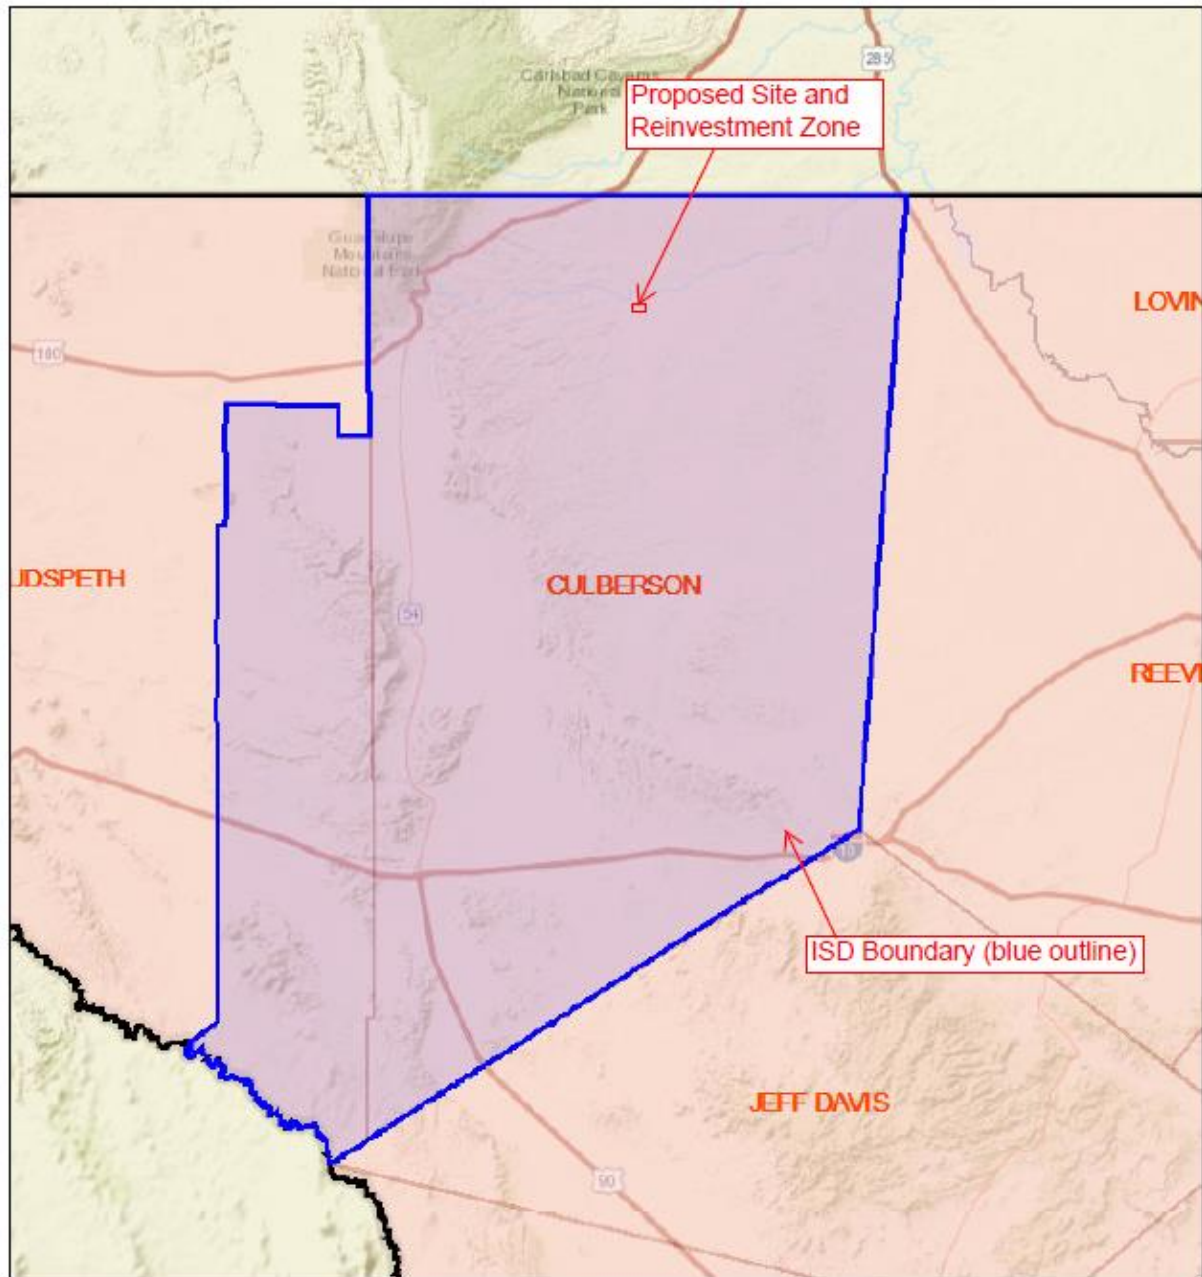 285
Carlsbad Caverns
National
Park
Proposed Site and
Reinvestment Zone
Guadalupe
Mountains
National Park
LOVIN
180
UDSPETH
CULBERSON
54
REEV
10
ISD Boundary (blue outline)
JEFF DAVIS
90